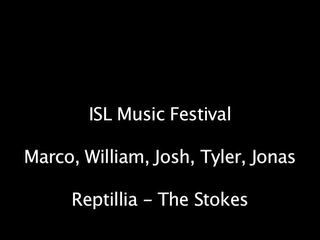 ISL Music Festival
Marco, William, Josh, Tyler, Jonas
Reptillia - The Stokes